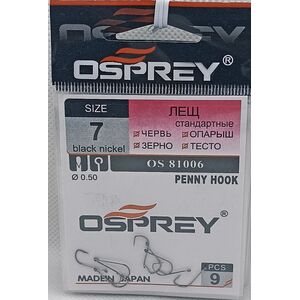 OSPREY®
SIZE
7
black nickel
Ø 0.50
ЛЕЩ
стандартные
ЧЕРВЬ ОПАРЫШ
ЗЕРНО ТЕСТО
OS 81006
PENNY HOOK
OSPREY®
MADE IN JAPAN
PCS
9